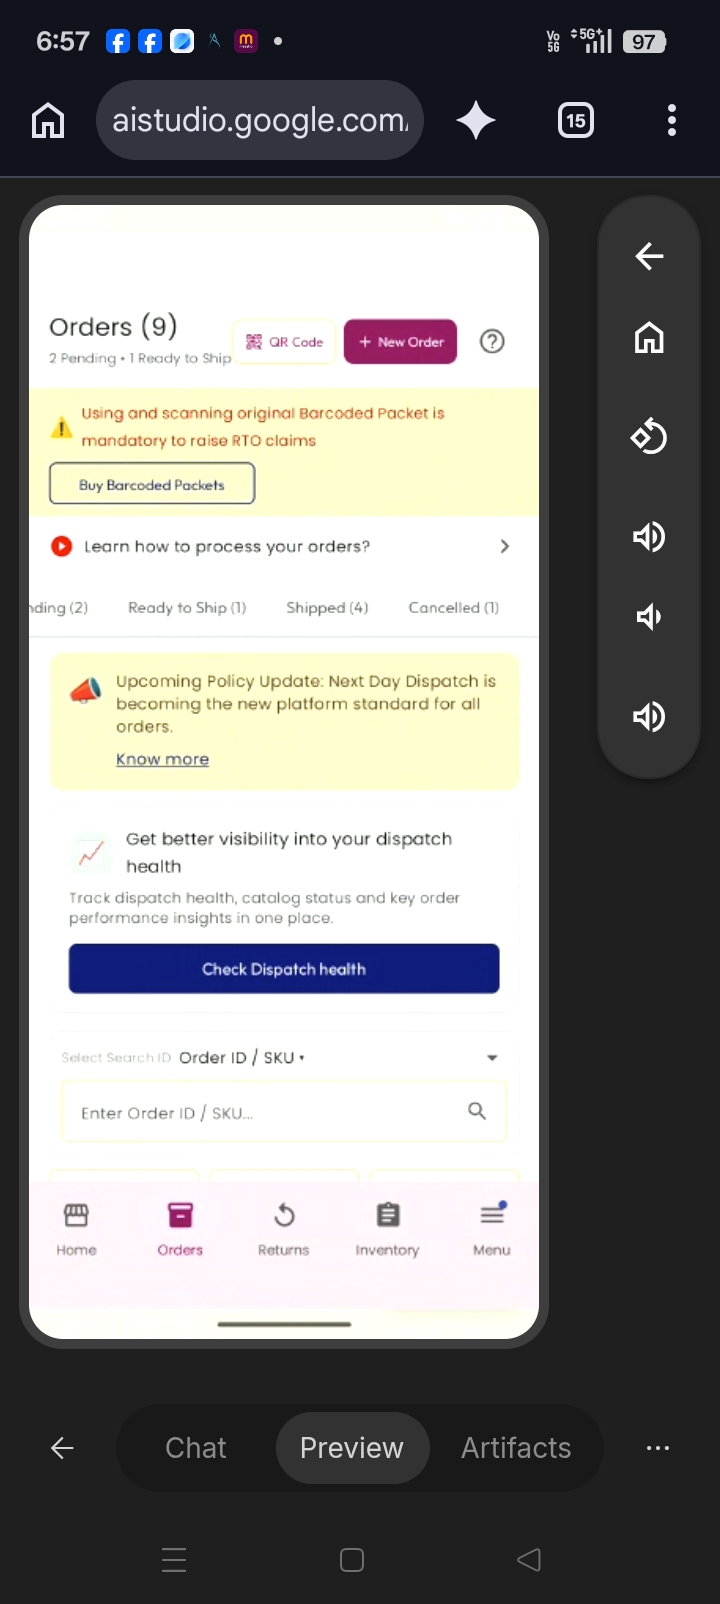 6:57
Vo
5G
5G+
97
aistudio.google.com/
15
Orders (9)
2 Pending • 1 Ready to Ship
QR Code
+ New Order
Using and scanning original Barcoded Packet is
mandatory to raise RTO claims
Buy Barcoded Packets
Learn how to process your orders?
nding (2)
Ready to Ship (1)
Shipped (4)
Cancelled (1)
Upcoming Policy Update: Next Day Dispatch is
becoming the new platform standard for all
orders.
Know more
Get better visibility into your dispatch
health
Track dispatch health, catalog status and key order
performance insights in one place.
Check Dispatch health
Select Search ID Order ID / SKU •
Enter Order ID / SKU...
Home
Orders
Returns
Inventory
Menu
Chat
Preview
Artifacts